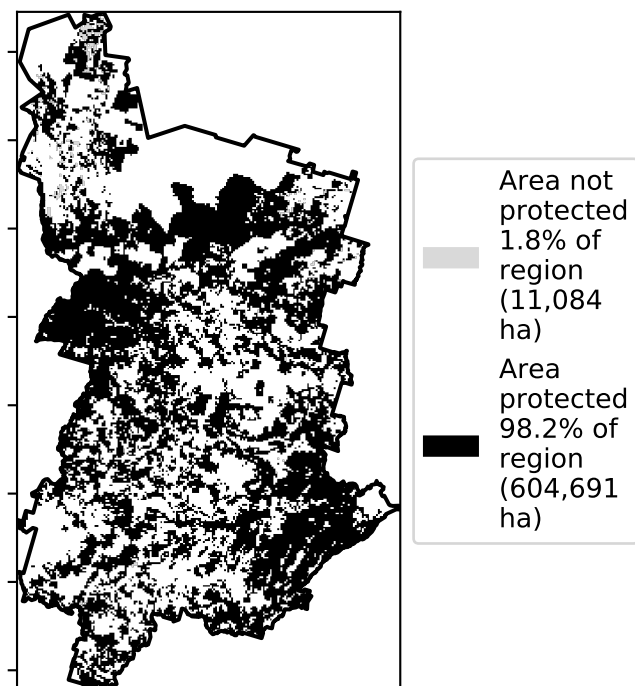 Area not
protected
1.8% of
region
(11,084
ha)
Area
protected
98.2% of
region
(604,691
ha)